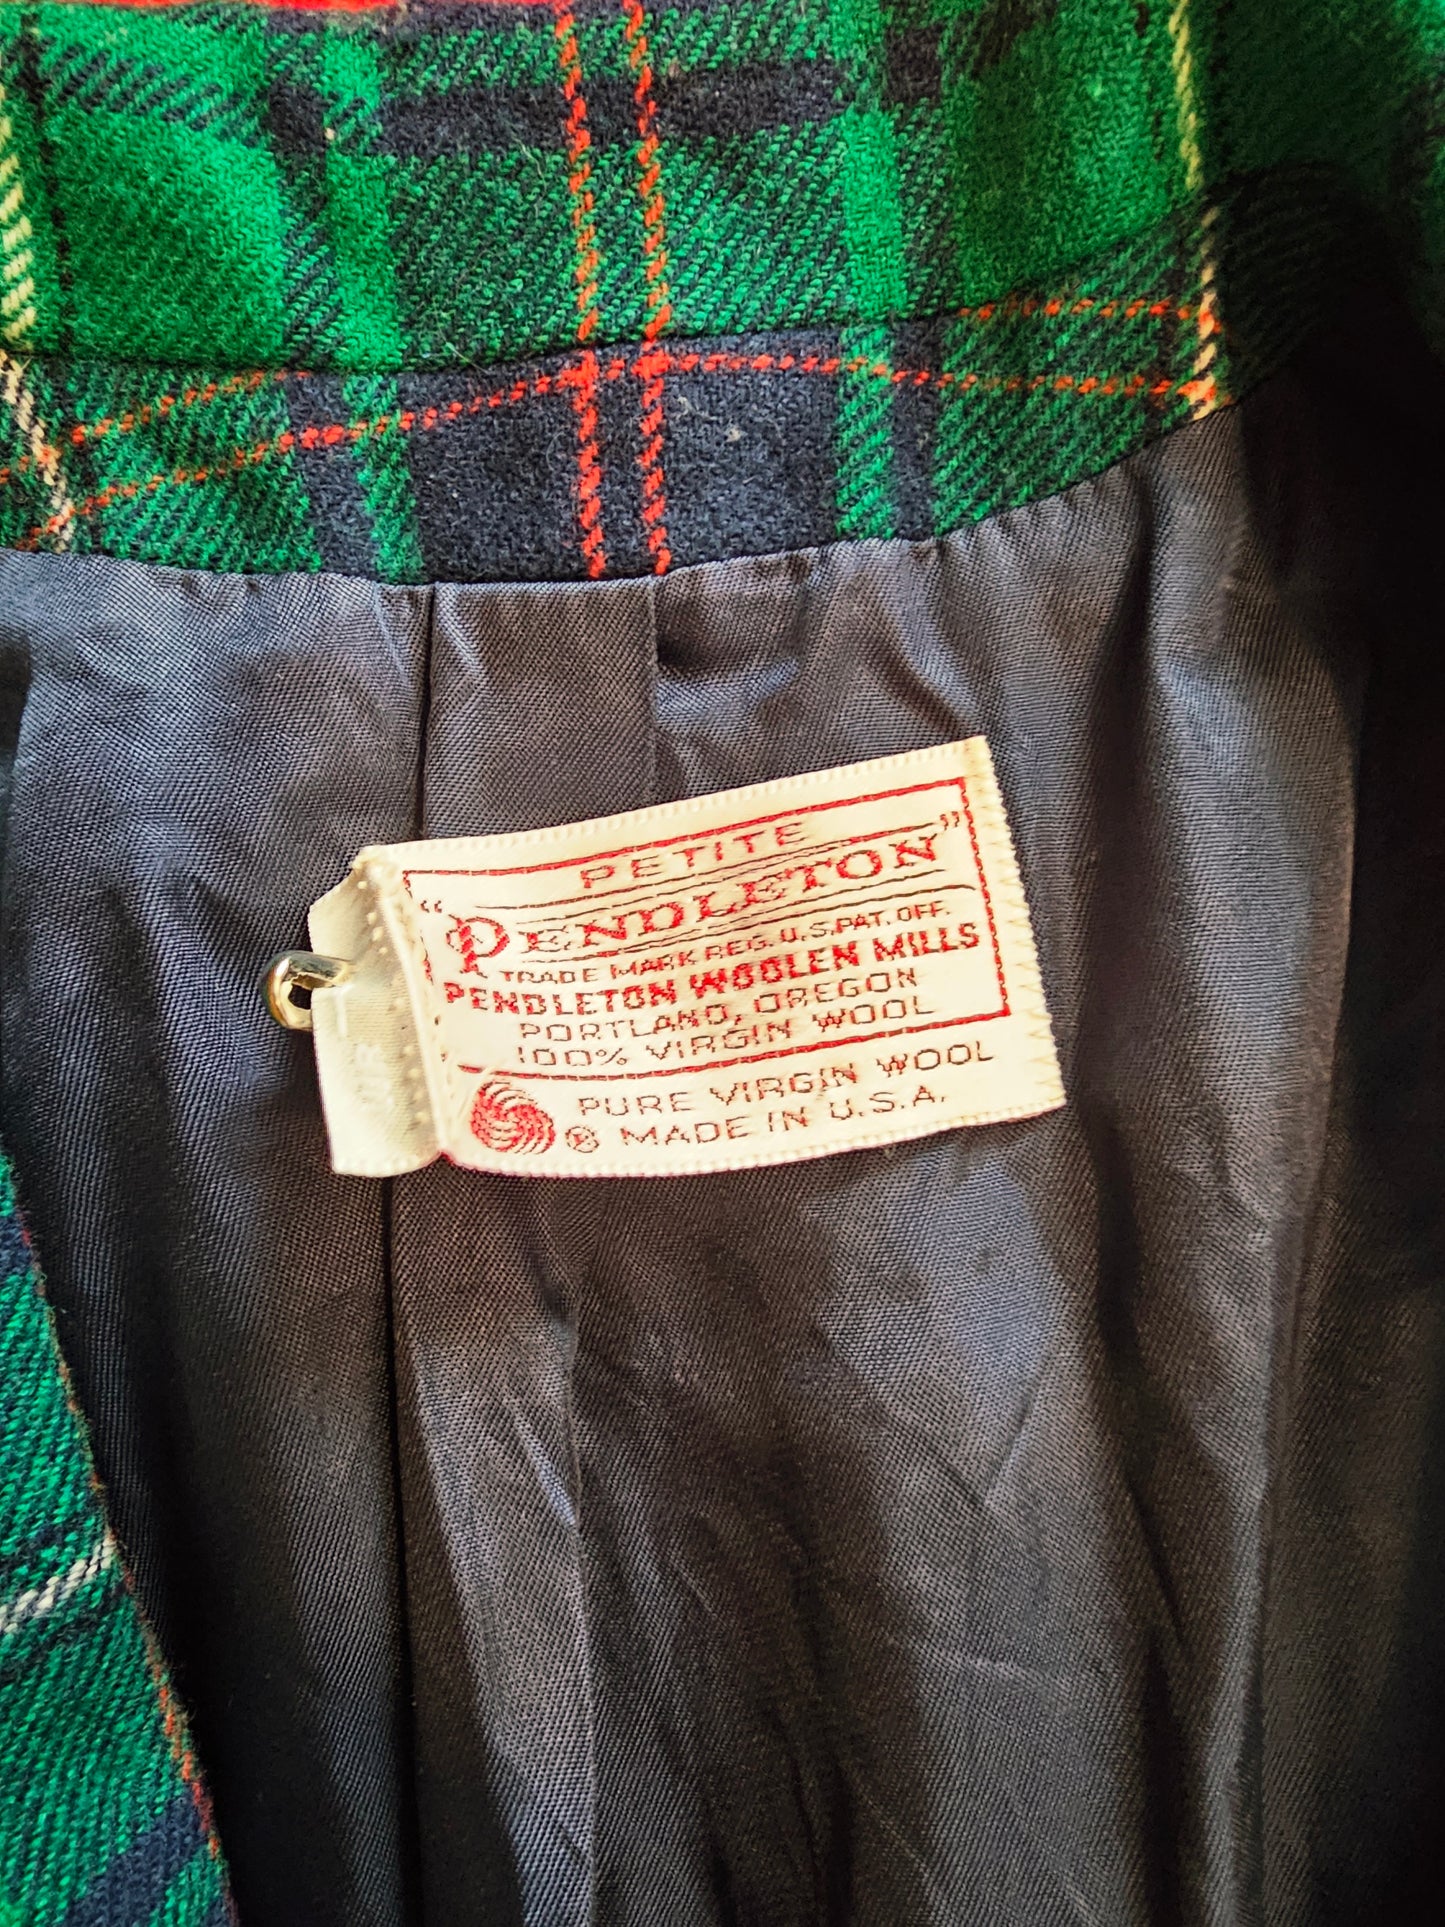 PETITE
“PENDLETON”
TRADE MARK REG. U.S. PAT. OFF.
PENDLETON WOOLEN MILLS
PORTLAND, OREGON
100% VIRGIN WOOL
PURE VIRGIN WOOL
® MADE IN U.S.A.